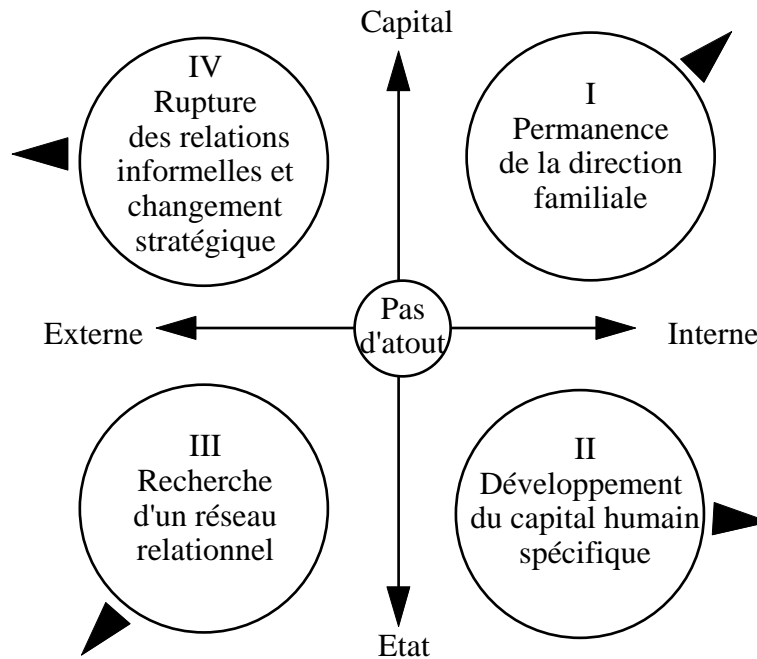 Capital
IV
Rupture
des relations
informelles et
changement
stratégique
I
Permanence
de la direction
familiale
Externe
Pas
d'atout
Interne
III
Recherche
d'un réseau
relationnel
II
Développement
du capital humain
spécifique
Etat